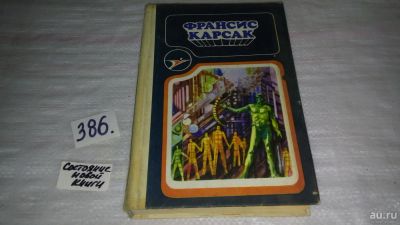 ФРАНСИС
КАРСАК
386.
Состояние
новой
книги
au.ru